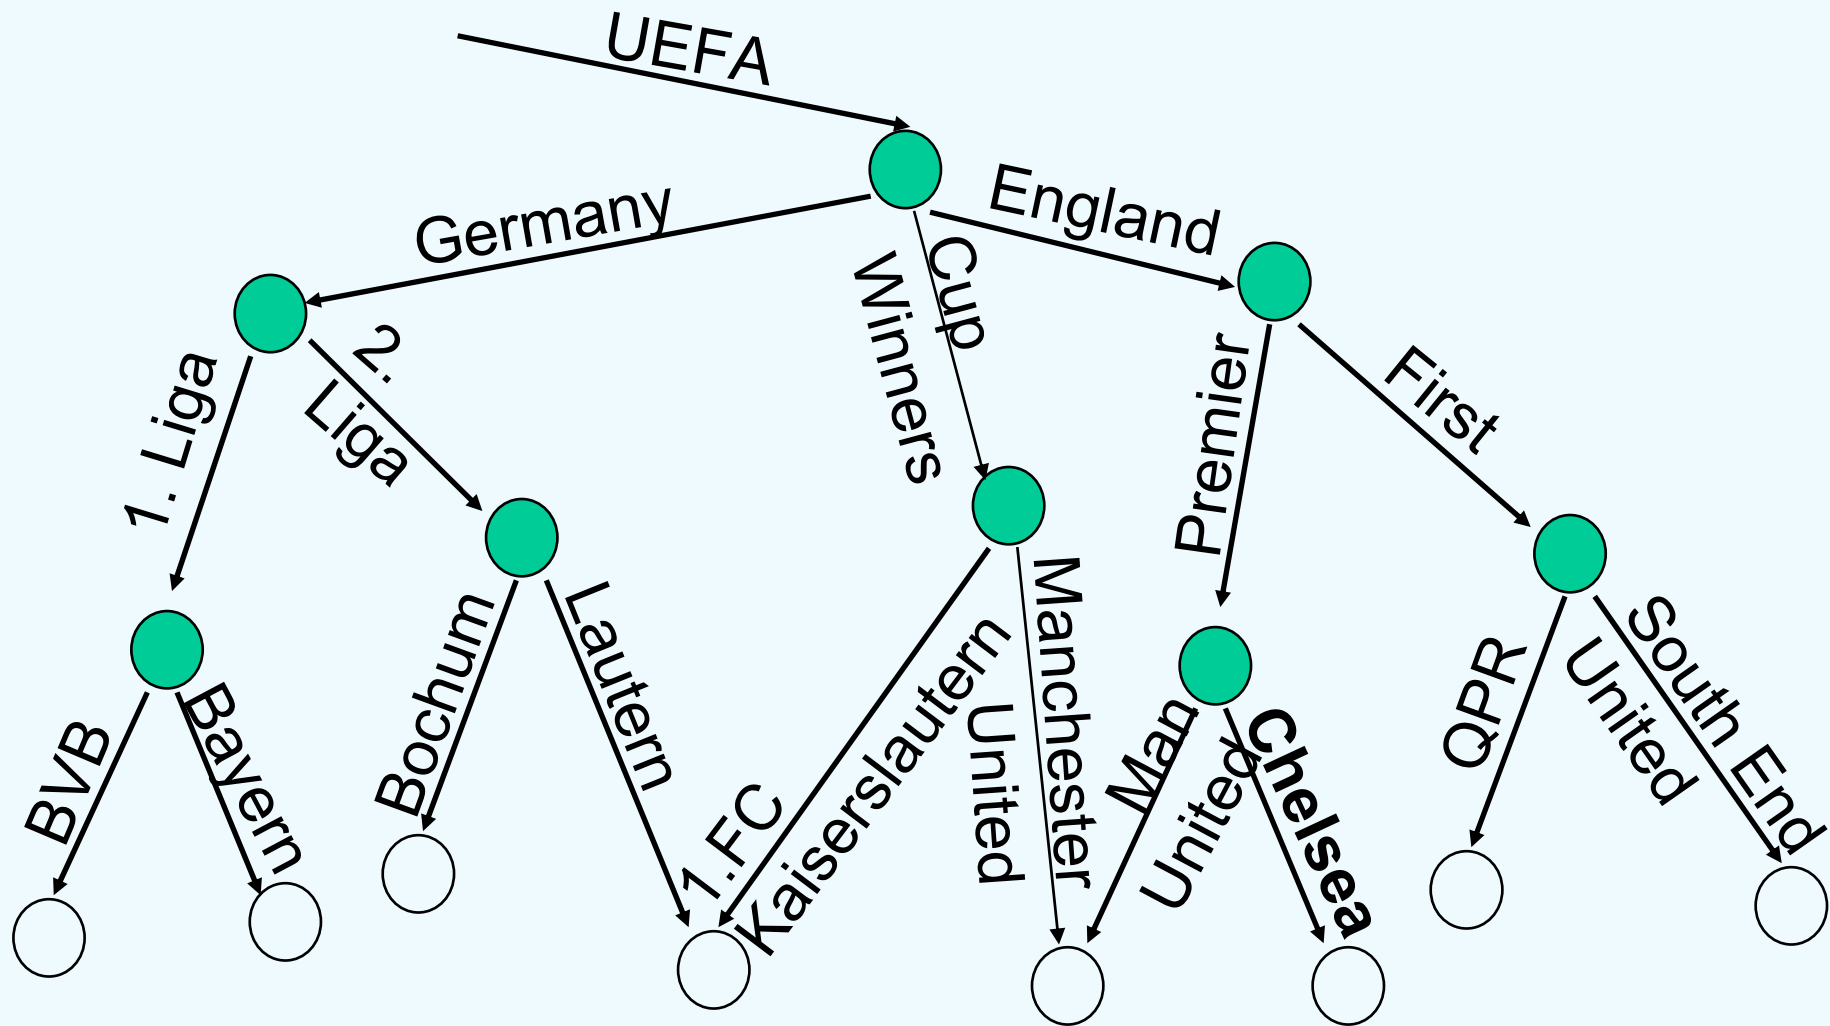 UEFA
Germany
Cup
Winners
England
1. Liga
2.
Liga
Premier
First
BVB
Bayern
Bochum
Lautern
1.FC
Kaiserslautern
Manchester
United
Man
United
Chelsea
QPR
South End
United